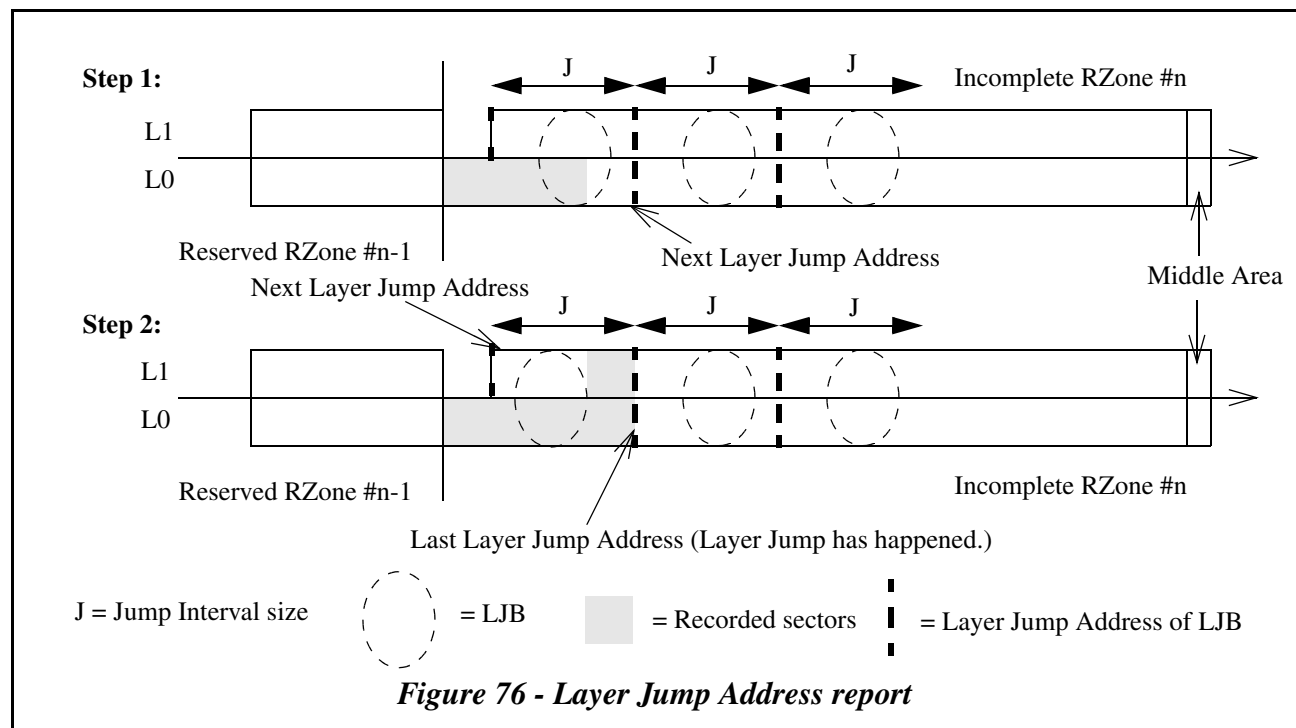 Step 1:
J
J
J
Incomplete RZone #n
L1
L0
Reserved RZone #n-1
Next Layer Jump Address
Middle Area
Next Layer Jump Address
Step 2:
J
J
J
L1
L0
Reserved RZone #n-1
Incomplete RZone #n
Last Layer Jump Address (Layer Jump has happened.)
J = Jump Interval size
= LJB
= Recorded sectors
= Layer Jump Address of LJB
Figure 76 - Layer Jump Address report